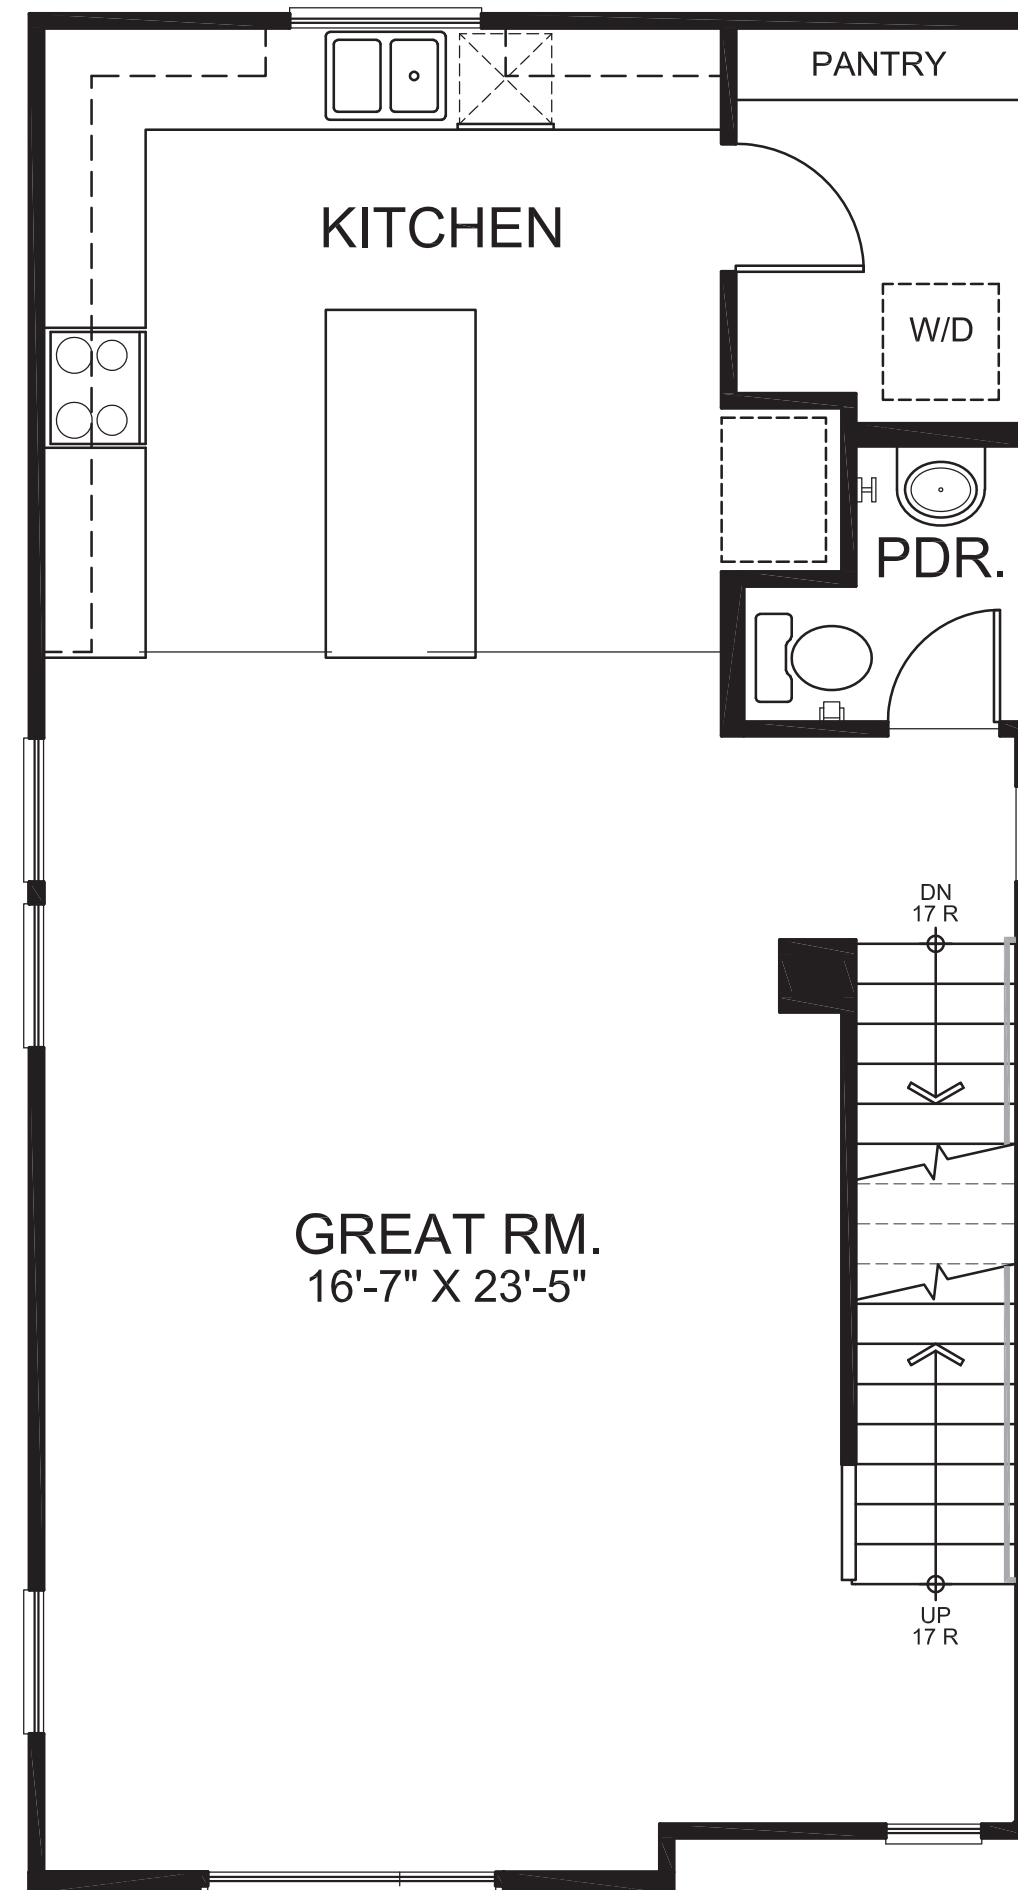 PANTRY
KITCHEN
W/D
PDR.
DN
17 R
GREAT RM.
16'-7" X 23'-5"
UP
17 R